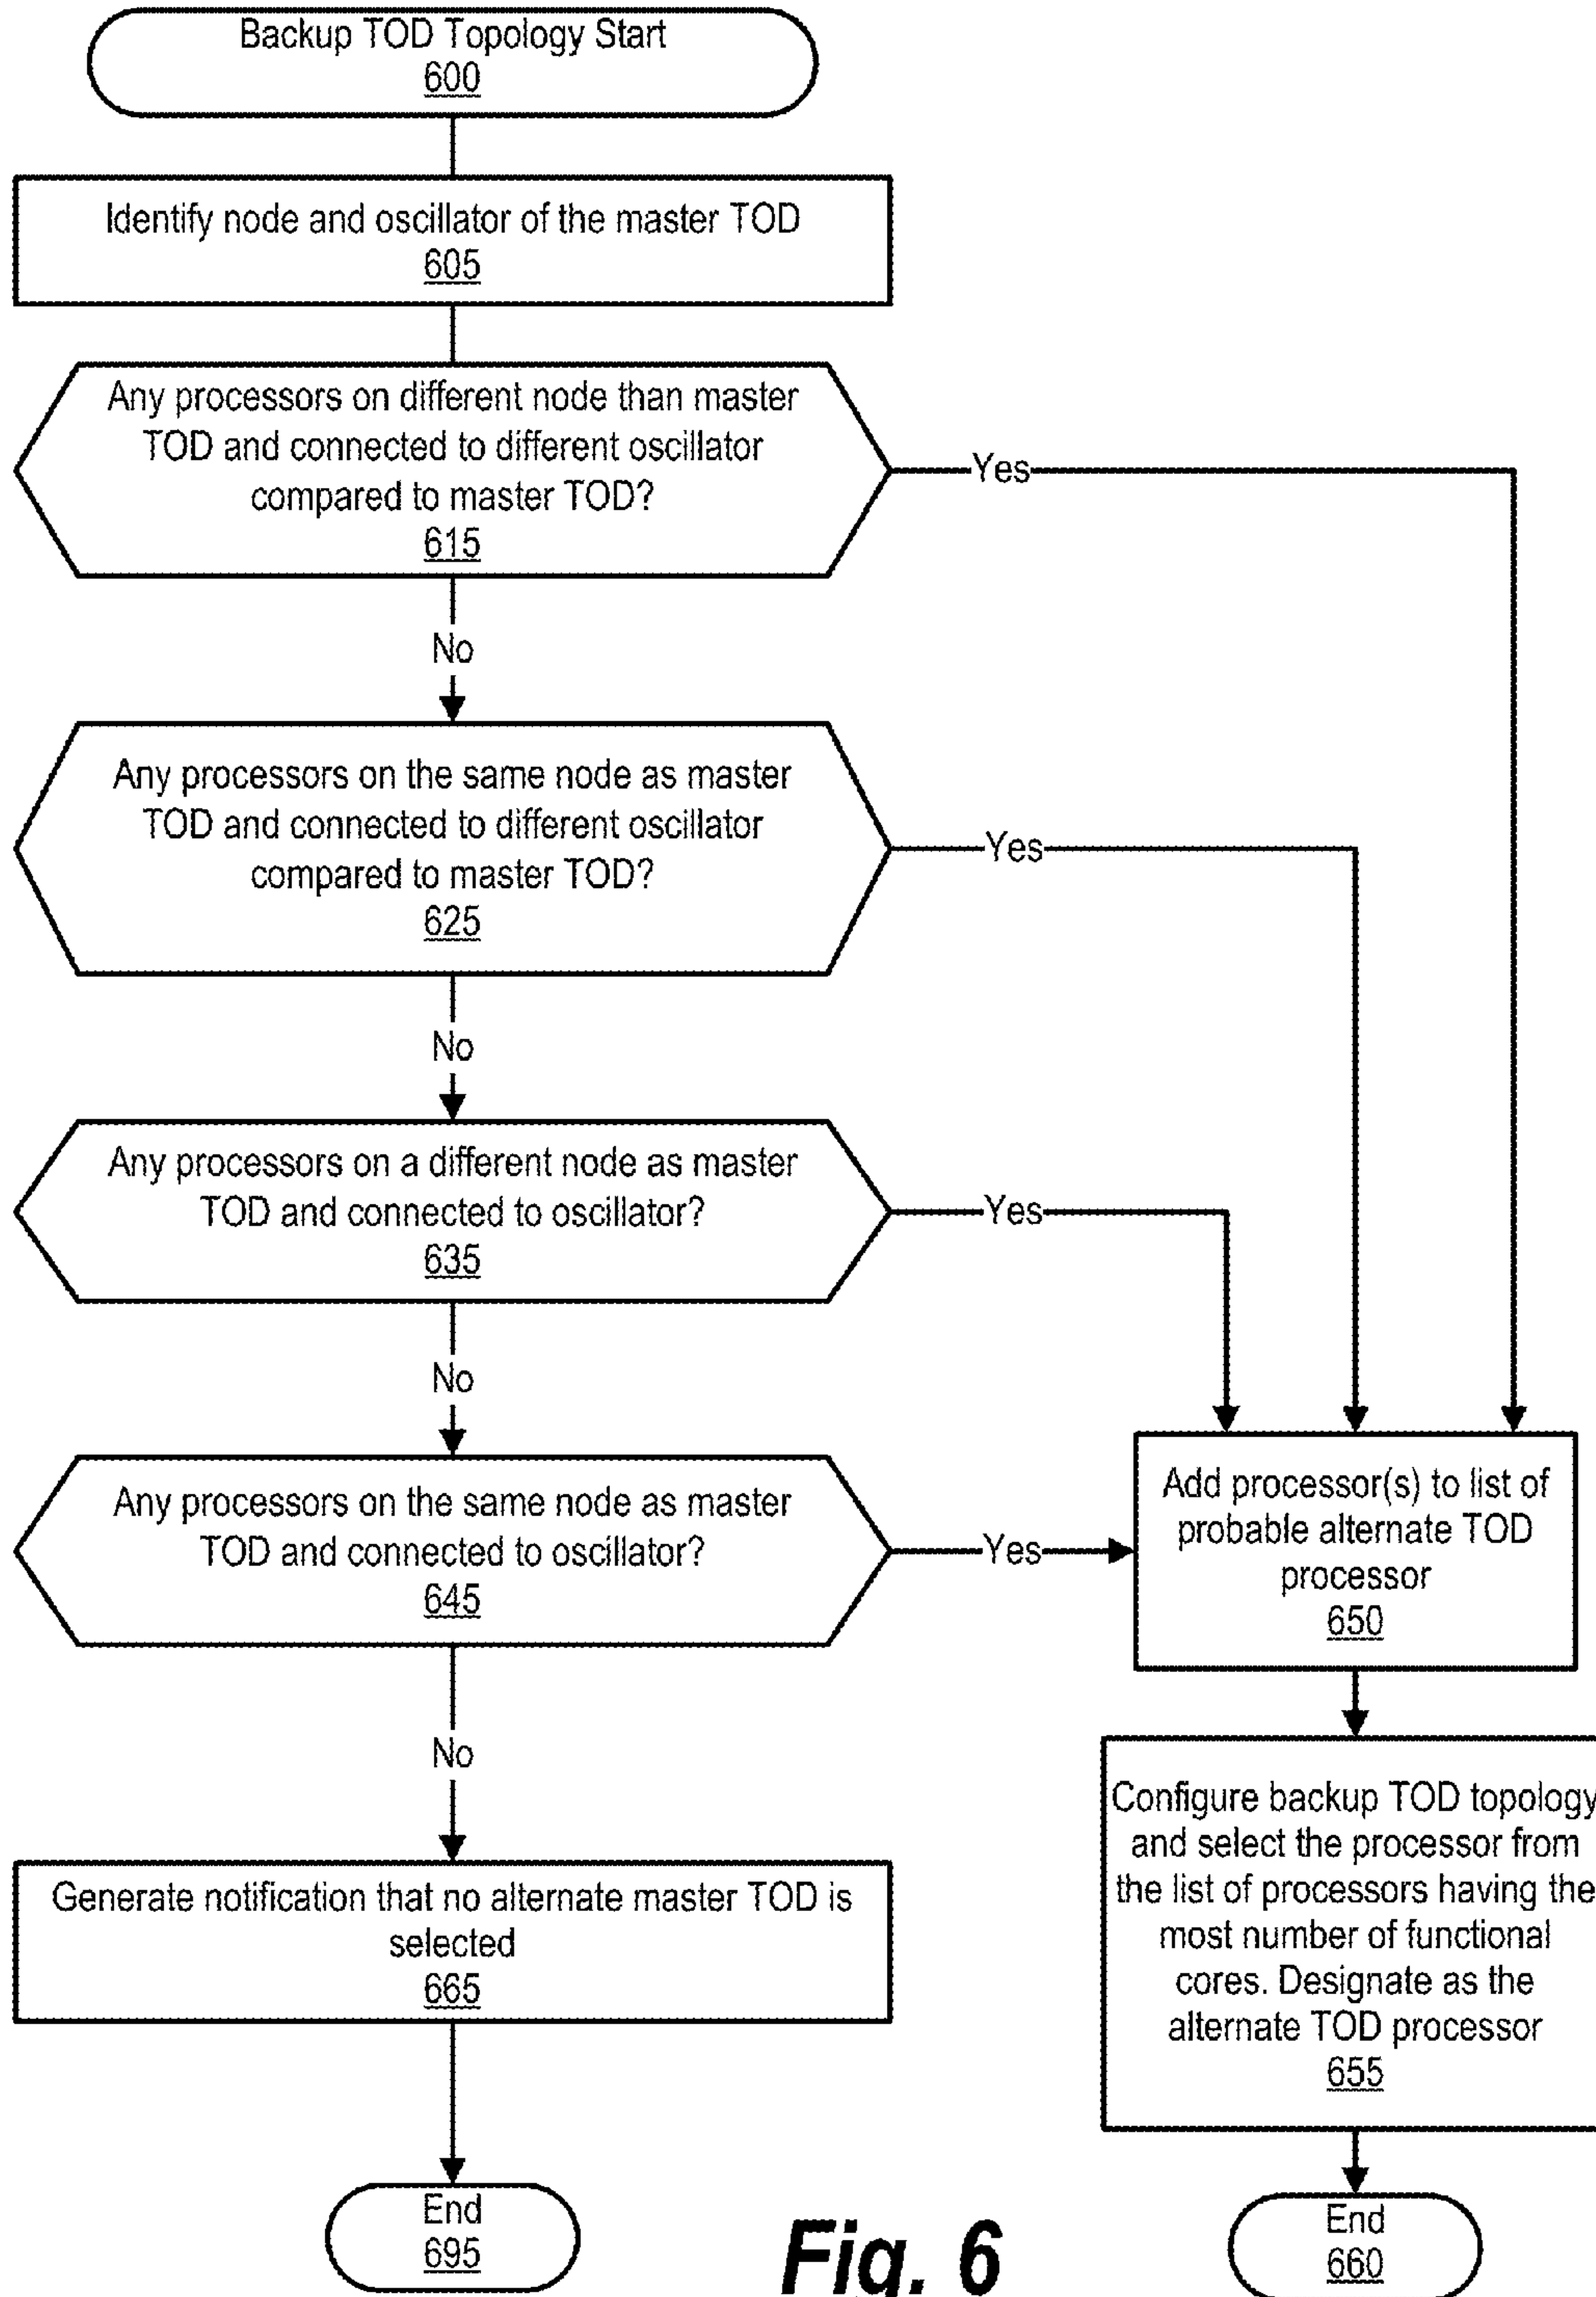 Backup TOD Topology Start
600
Identify node and oscillator of the master TOD
605
Any processors on different node than master
TOD and connected to different oscillator
compared to master TOD?
615
Yes
No
Any processors on the same node as master
TOD and connected to different oscillator
compared to master TOD?
625
Yes
No
Any processors on a different node as master
TOD and connected to oscillator?
635
Yes
No
Any processors on the same node as master
TOD and connected to oscillator?
645
Yes
Add processor(s) to list of
probable alternate TOD
processor
650
No
Configure backup TOD topology
and select the processor from
the list of processors having the
most number of functional
cores. Designate as the
alternate TOD processor
655
Generate notification that no alternate master TOD is
selected
665
End
695
End
660
Fig. 6